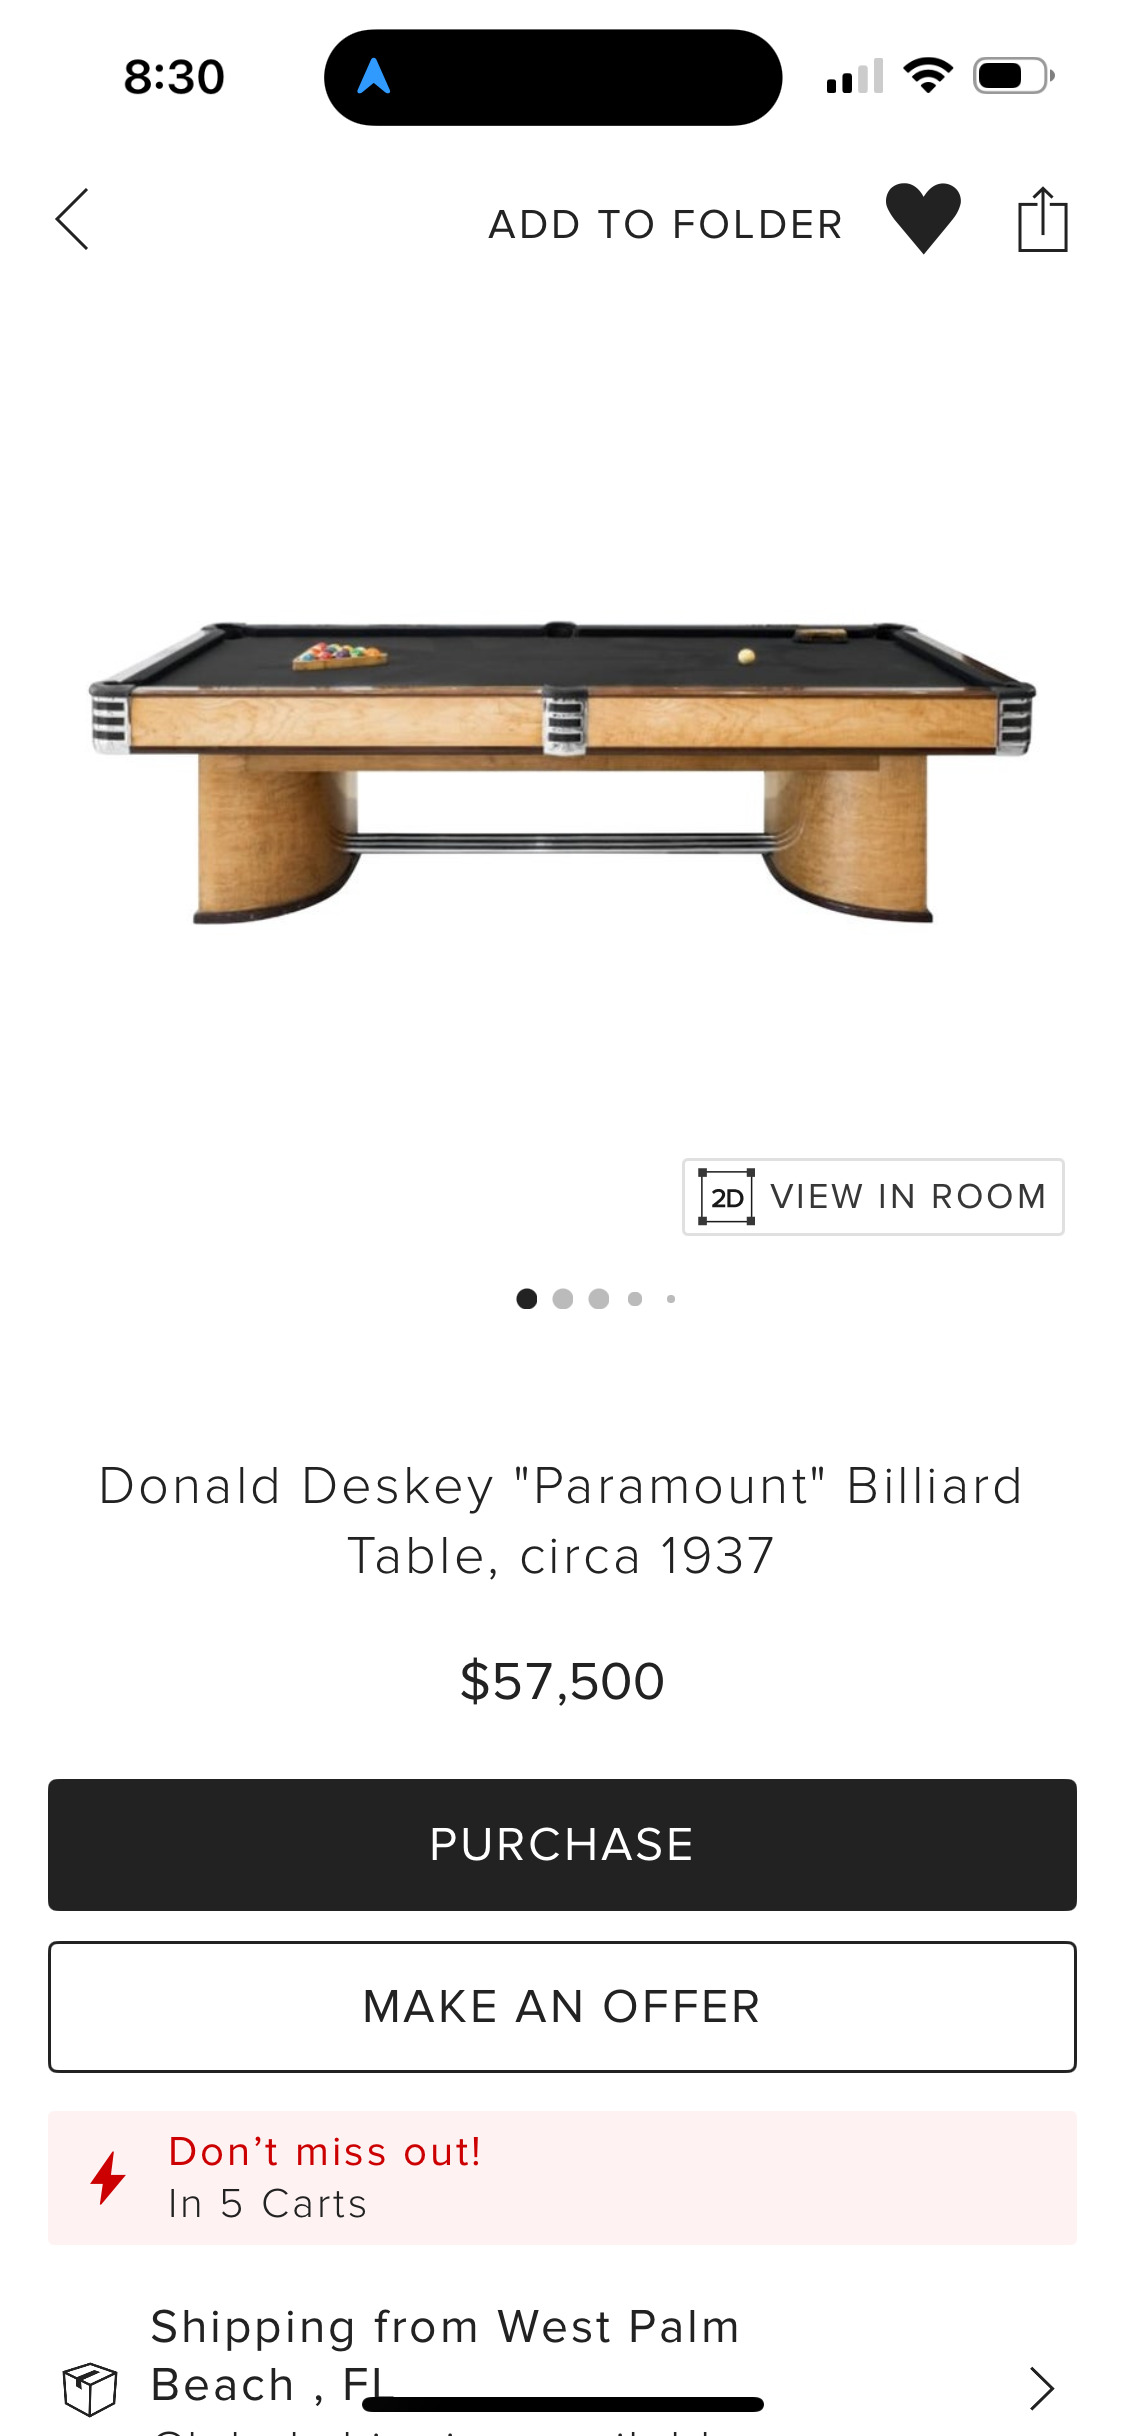 8:30
ADD TO FOLDER
2D VIEW IN ROOM
Donald Deskey "Paramount" Billiard
Table, circa 1937
$57,500
PURCHASE
MAKE AN OFFER
Don’t miss out!
In 5 Carts
Shipping from West Palm
Beach , FL